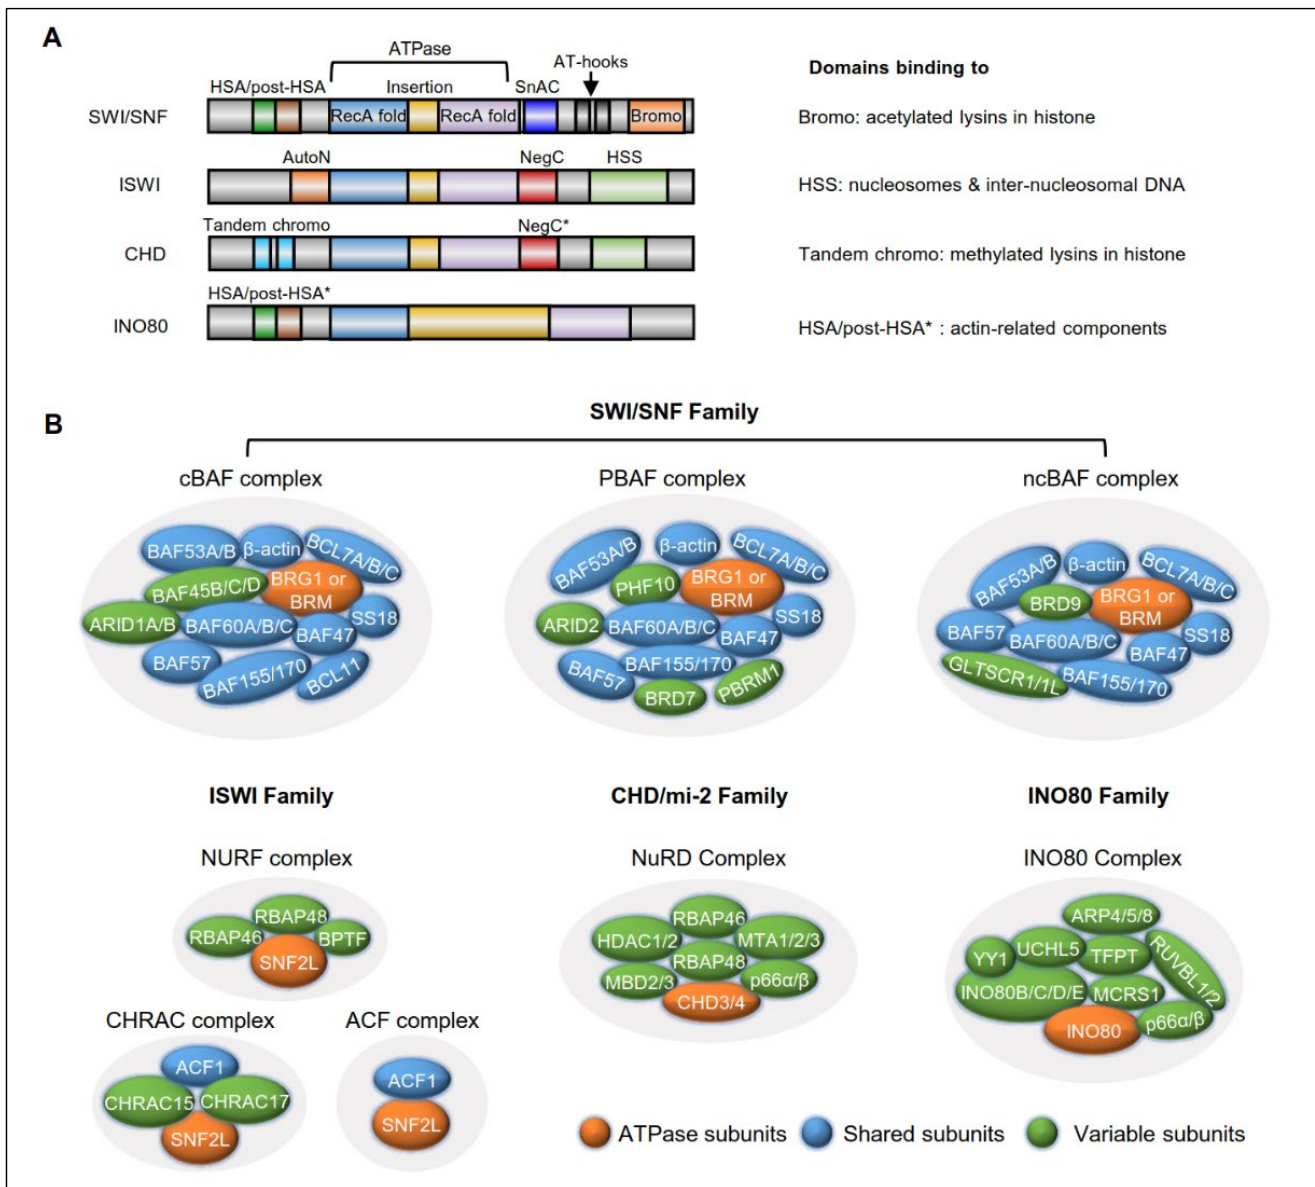 A
ATPase
AT-hooks
Domains binding to
HSA/post-HSA
Insertion
SnAC
SWI/SNF
RecA fold
RecA fold
Bromo
Bromo: acetylated lysins in histone
AutoN
NegC
HSS
ISWI
HSS: nucleosomes & inter-nucleosomal DNA
Tandem chromo
NegC*
CHD
Tandem chromo: methylated lysins in histone
HSA/post-HSA*
INO80
HSA/post-HSA* : actin-related components
B
SWI/SNF Family
cBAF complex
BAF53A/B
β-actin
BCL7A/B/C
BAF45B/C/D
BRG1 or
BRM
ARID1A/B
BAF60A/B/C
BAF47
SS18
BAF57
BAF155/170
BCL11
PBAF complex
BAF53A/B
β-actin
BCL7A/B/C
PHF10
BRG1 or
BRM
ARID2
BAF60A/B/C
BAF47
SS18
BAF57
BAF155/170
BRD7
PBRM1
ncBAF complex
BAF53A/B
β-actin
BCL7A/B/C
BRD9
BRG1 or
BRM
BAF57
BAF60A/B/C
BAF47
SS18
GLTSCR1/1L
BAF155/170
ISWI Family
NURF complex
RBAP48
RBAP46
BPTF
SNF2L
CHRAC complex
ACF1
CHRAC15
CHRAC17
SNF2L
ACF complex
ACF1
SNF2L
CHD/mi-2 Family
NuRD Complex
RBAP46
HDAC1/2
MTA1/2/3
RBAP48
MBD2/3
p66α/β
CHD3/4
INO80 Family
INO80 Complex
ARP4/5/8
YY1
UCHL5
TFPT
RUVBL1/2
INO80B/C/D/E
MCRS1
INO80
p66α/β
ATPase subunits
Shared subunits
Variable subunits